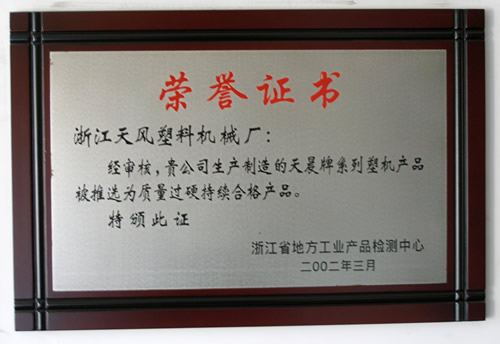 荣誉证书
浙江天风塑料机械厂：
经审核，贵公司生产制造的天晨牌系列塑机产品
被推选为质量过硬持续合格产品。
特颁此证
浙江省地方工业产品检测中心
二〇〇二年三月